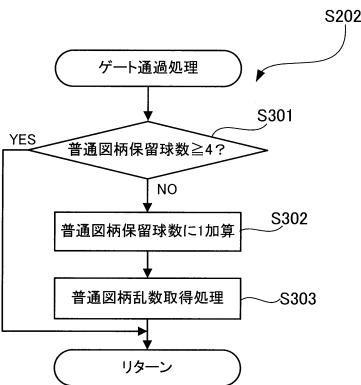 S202
ゲート通過処理
S301
YES
普通図柄保留球数≧4?
NO
S302
普通図柄保留球数に1加算
普通図柄乱数取得処理
S303
リターン